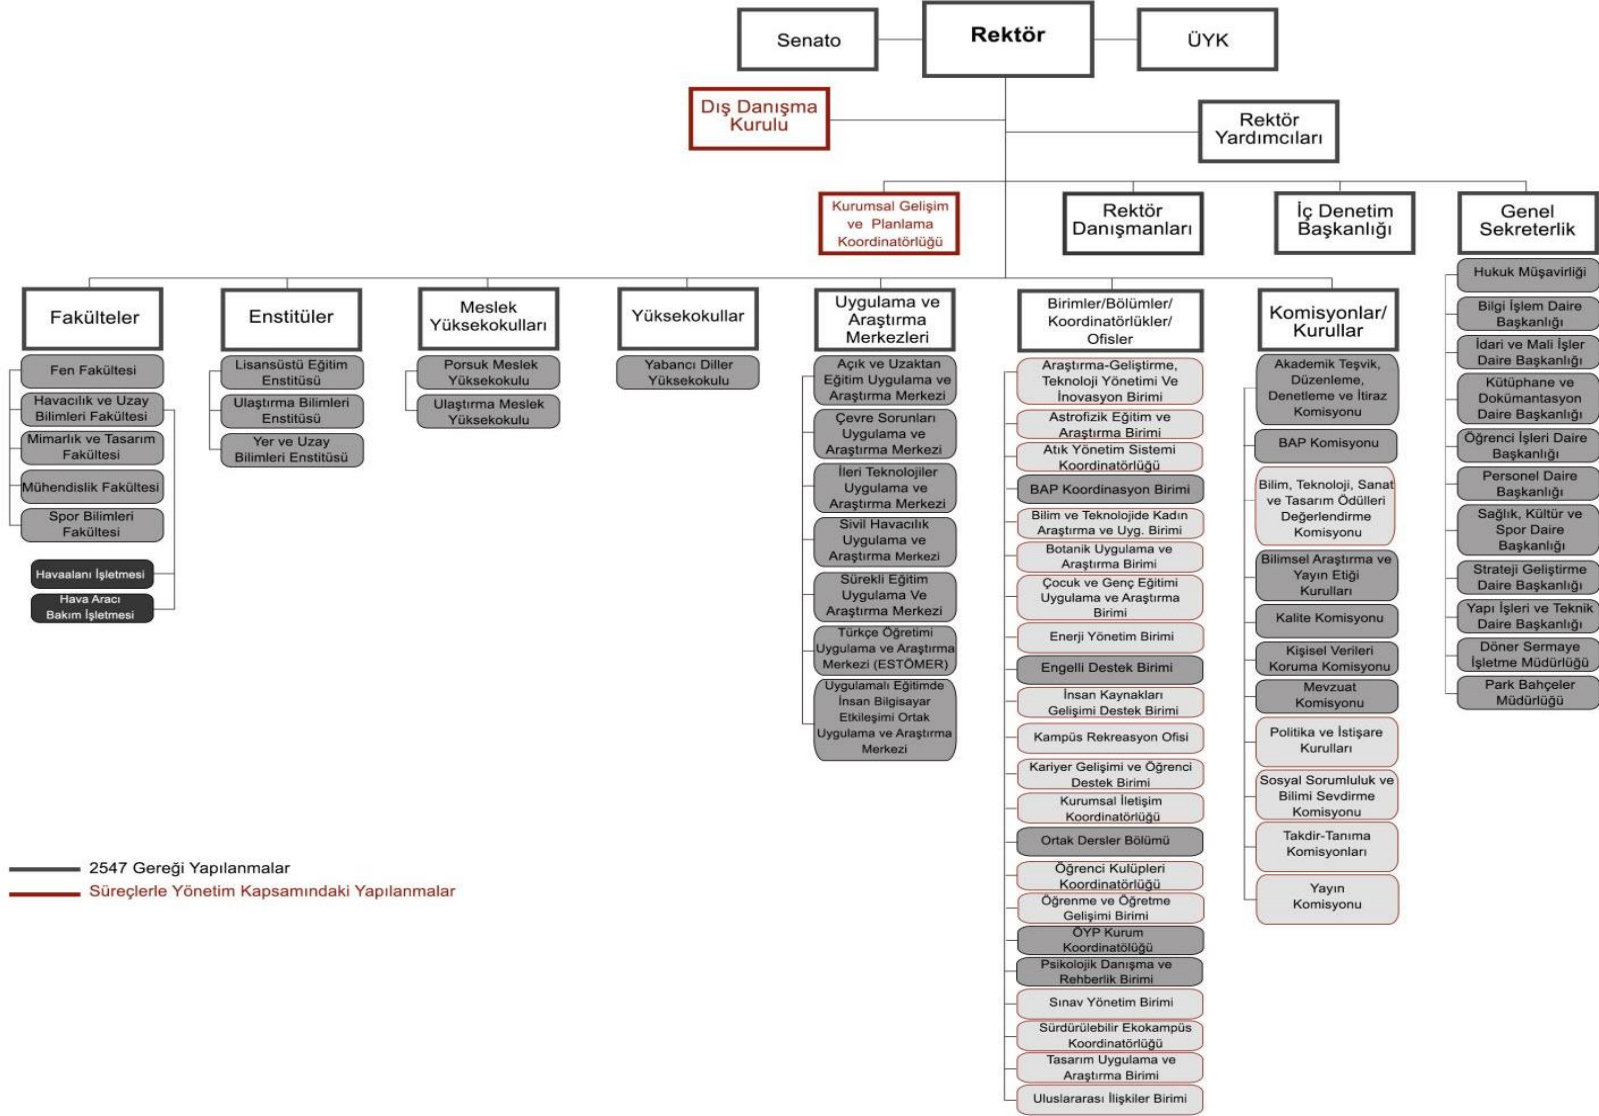 Senato
Rektör
ÜYK
Dış Danışma
Kurulu
Rektör
Yardımcıları
Kurumsal Gelişim
ve Planlama
Koordinatörlüğü
Rektör
Danışmanları
İç Denetim
Başkanlığı
Genel
Sekreterlik
Hukuk Müşavirliği
Bilgi İşlem Daire
Başkanlığı
İdari ve Mali İşler
Daire Başkanlığı
Kütüphane ve
Dokümantasyon
Daire Başkanlığı
Öğrenci İşleri Daire
Başkanlığı
Personel Daire
Başkanlığı
Sağlık, Kültür ve
Spor Daire
Başkanlığı
Strateji Geliştirme
Daire Başkanlığı
Yapı İşleri ve Teknik
Daire Başkanlığı
Döner Sermaye
İşletme Müdürlüğü
Park Bahçeler
Müdürlüğü
Fakülteler
Fen Fakültesi
Havacılık ve Uzay
Bilimleri Fakültesi
Mimarlık ve Tasarım
Fakültesi
Mühendislik Fakültesi
Spor Bilimleri
Fakültesi
Havaalanı İşletmesi
Hava Aracı
Bakım İşletmesi
Enstitüler
Lisansüstü Eğitim
Enstitüsü
Ulaştırma Bilimleri
Enstitüsü
Yer ve Uzay
Bilimleri Enstitüsü
Meslek
Yüksekokulları
Porsuk Meslek
Yüksekokulu
Ulaştırma Meslek
Yüksekokulu
Yüksekokullar
Yabancı Diller
Yüksekokulu
Uygulama ve
Araştırma
Merkezleri
Açık ve Uzaktan
Eğitim Uygulama ve
Araştırma Merkezi
Çevre Sorunları
Uygulama ve
Araştırma Merkezi
İleri Teknolojiler
Uygulama ve
Araştırma Merkezi
Sivil Havacılık
Uygulama ve
Araştırma Merkezi
Sürekli Eğitim
Uygulama Ve
Araştırma Merkezi
Türkçe Öğretimi
Uygulama ve Araştırma
Merkezi (ESTÖMER)
Uygulamalı Eğitimde
İnsan Bilgisayar
Etkileşimi Ortak
Uygulama ve Araştırma
Merkezi
Birimler/Bölümler/
Koordinatörlükler/
Ofisler
Araştırma-Geliştirme,
Teknoloji Yönetimi Ve
İnovasyon Birimi
Astrofizik Eğitim ve
Araştırma Birimi
Atık Yönetim Sistemi
Koordinatörlüğü
BAP Koordinasyon Birimi
Bilim ve Teknolojide Kadın
Araştırma ve Uyg. Birimi
Botanik Uygulama ve
Araştırma Birimi
Çocuk ve Genç Eğitimi
Uygulama ve Araştırma
Birimi
Enerji Yönetim Birimi
Engelli Destek Birimi
İnsan Kaynakları
Gelişimi Destek Birimi
Kampüs Rekreasyon Ofisi
Kariyer Gelişimi ve Öğrenci
Destek Birimi
Kurumsal İletişim
Koordinatörlüğü
Ortak Dersler Bölümü
Öğrenci Kulüpleri
Koordinatörlüğü
Öğrenme ve Öğretme
Gelişimi Birimi
ÖYP Kurum
Koordinatölüğü
Psikolojik Danışma ve
Rehberlik Birimi
Sınav Yönetim Birimi
Sürdürülebilir Ekokampüs
Koordinatörlüğü
Tasarım Uygulama ve
Araştırma Birimi
Uluslararası İlişkiler Birimi
Komisyonlar/
Kurullar
Akademik Teşvik,
Düzenleme,
Denetleme ve İtiraz
Komisyonu
BAP Komisyonu
Bilim, Teknoloji, Sanat
ve Tasarım Ödülleri
Değerlendirme
Komisyonu
Bilimsel Araştırma ve
Yayın Etiği
Kurulları
Kalite Komisyonu
Kişisel Verileri
Koruma Komisyonu
Mevzuat
Komisyonu
Politika ve İstişare
Kurulları
Sosyal Sorumluluk ve
Bilimi Sevdirme
Komisyonu
Takdir-Tanıma
Komisyonları
Yayın
Komisyonu
2547 Gereği Yapılanmalar
Süreçlerle Yönetim Kapsamındaki Yapılanmalar